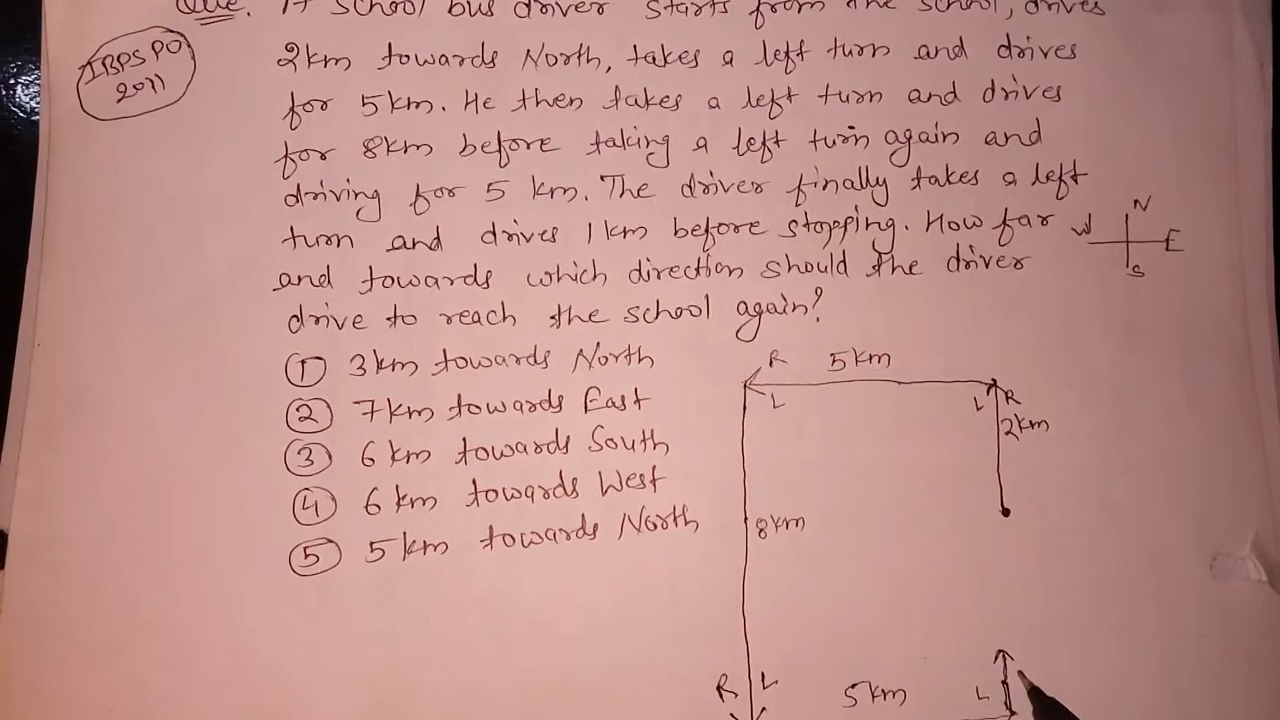 Que. If school bus driver starts from the school, drives
IBPS PO
2011
2km towards North, takes a left turn and drives
for 5km. He then takes a left turn and drives
for 8km before taking a left turn again and
driving for 5 km. The driver finally takes a left
turn and drives 1km before stopping. How far
and towards which direction should the driver
drive to reach the school again?
N
W E
S
① 3km towards North
② 7km towards East
③ 6 km towards South
④ 6 km towards West
⑤ 5 km towards North
R 5km
L L R
2km
8km
R L 5km L